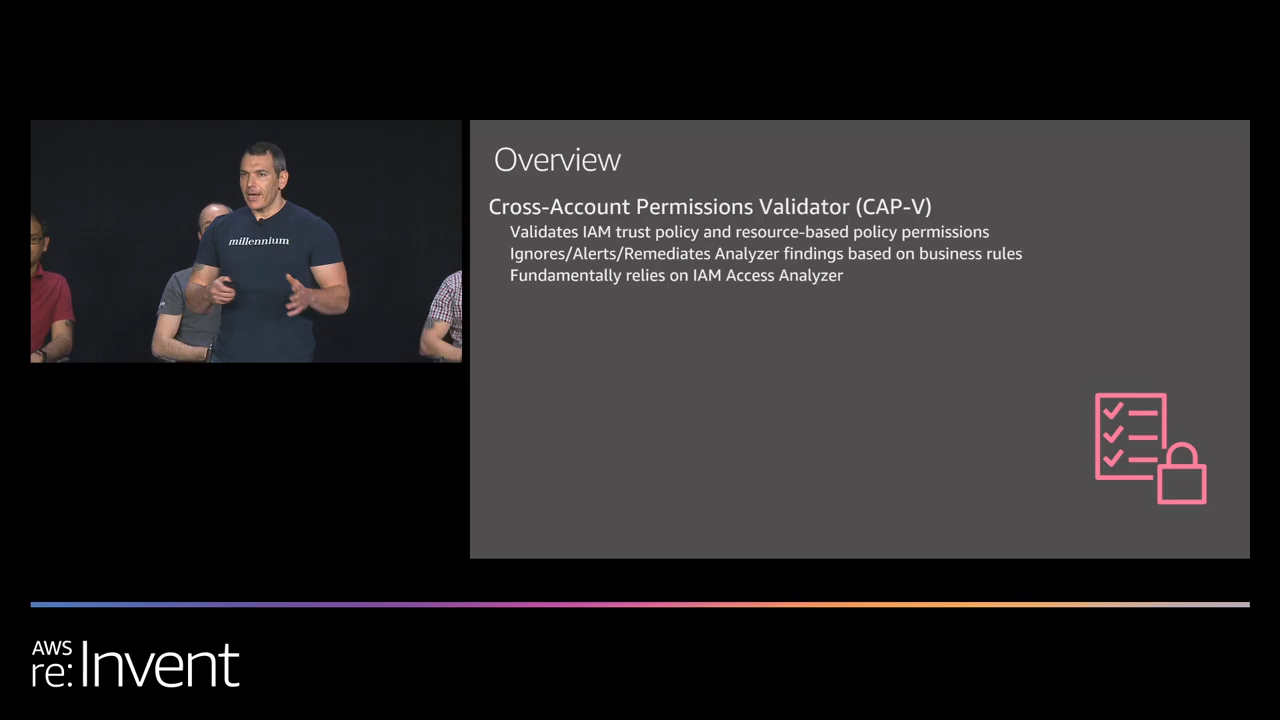 millennium
Overview
Cross-Account Permissions Validator (CAP-V)
Validates IAM trust policy and resource-based policy permissions
Ignores/Alerts/Remediates Analyzer findings based on business rules
Fundamentally relies on IAM Access Analyzer
AWS
re:Invent